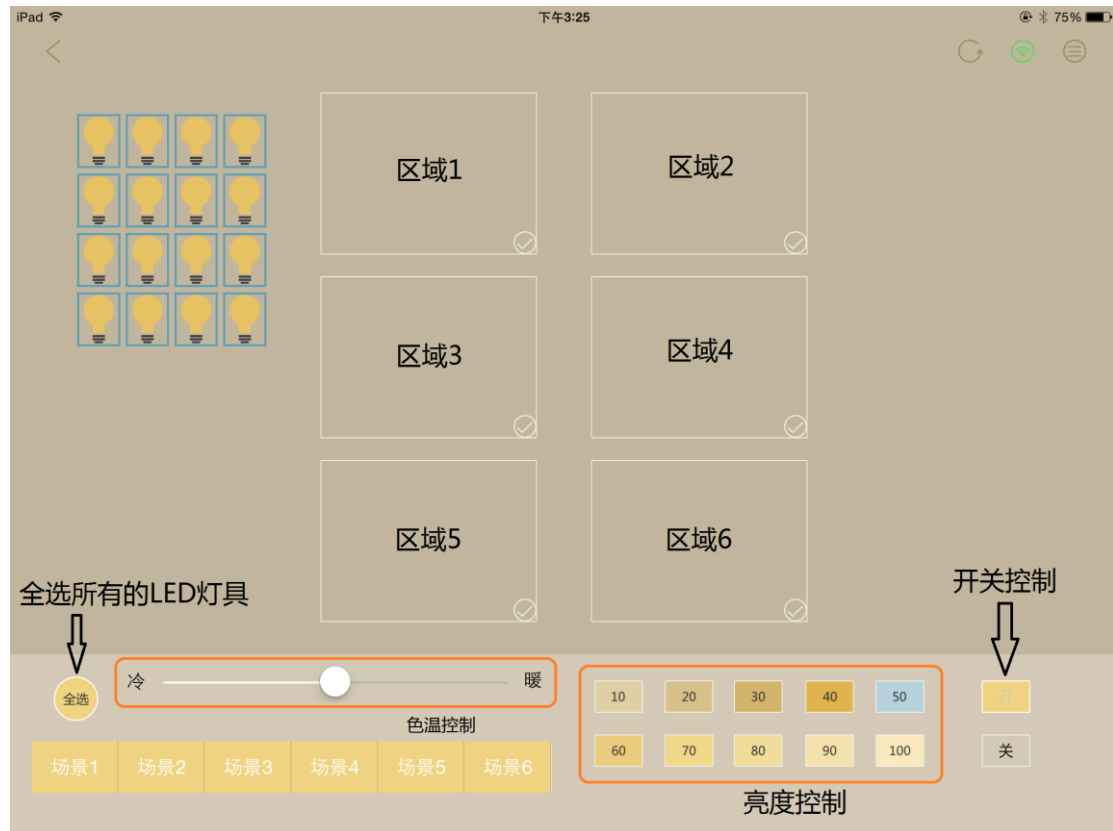 iPad 下午3:25 75%
区域1 区域2
区域3 区域4
区域5 区域6
全选所有的LED灯具
开关控制
全选
冷 暖
色温控制
10 20 30 40 50
60 70 80 90 100
亮度控制
开
关
场景1 场景2 场景3 场景4 场景5 场景6